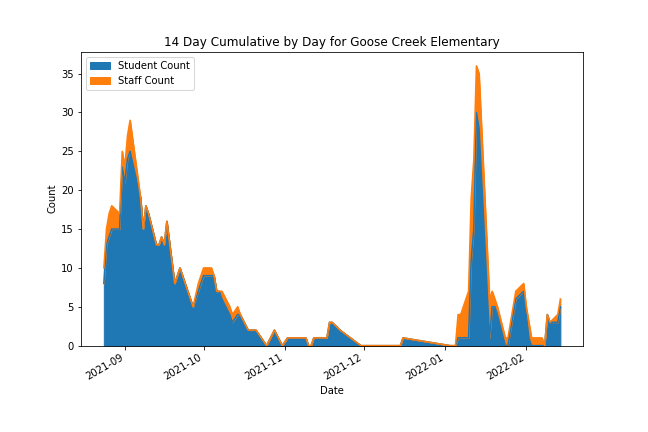 14 Day Cumulative by Day for Goose Creek Elementary
Student Count
Staff Count
35
30
25
20
15
10
5
0
Count
2021-09
2021-10
2021-11
2021-12
2022-01
2022-02
Date